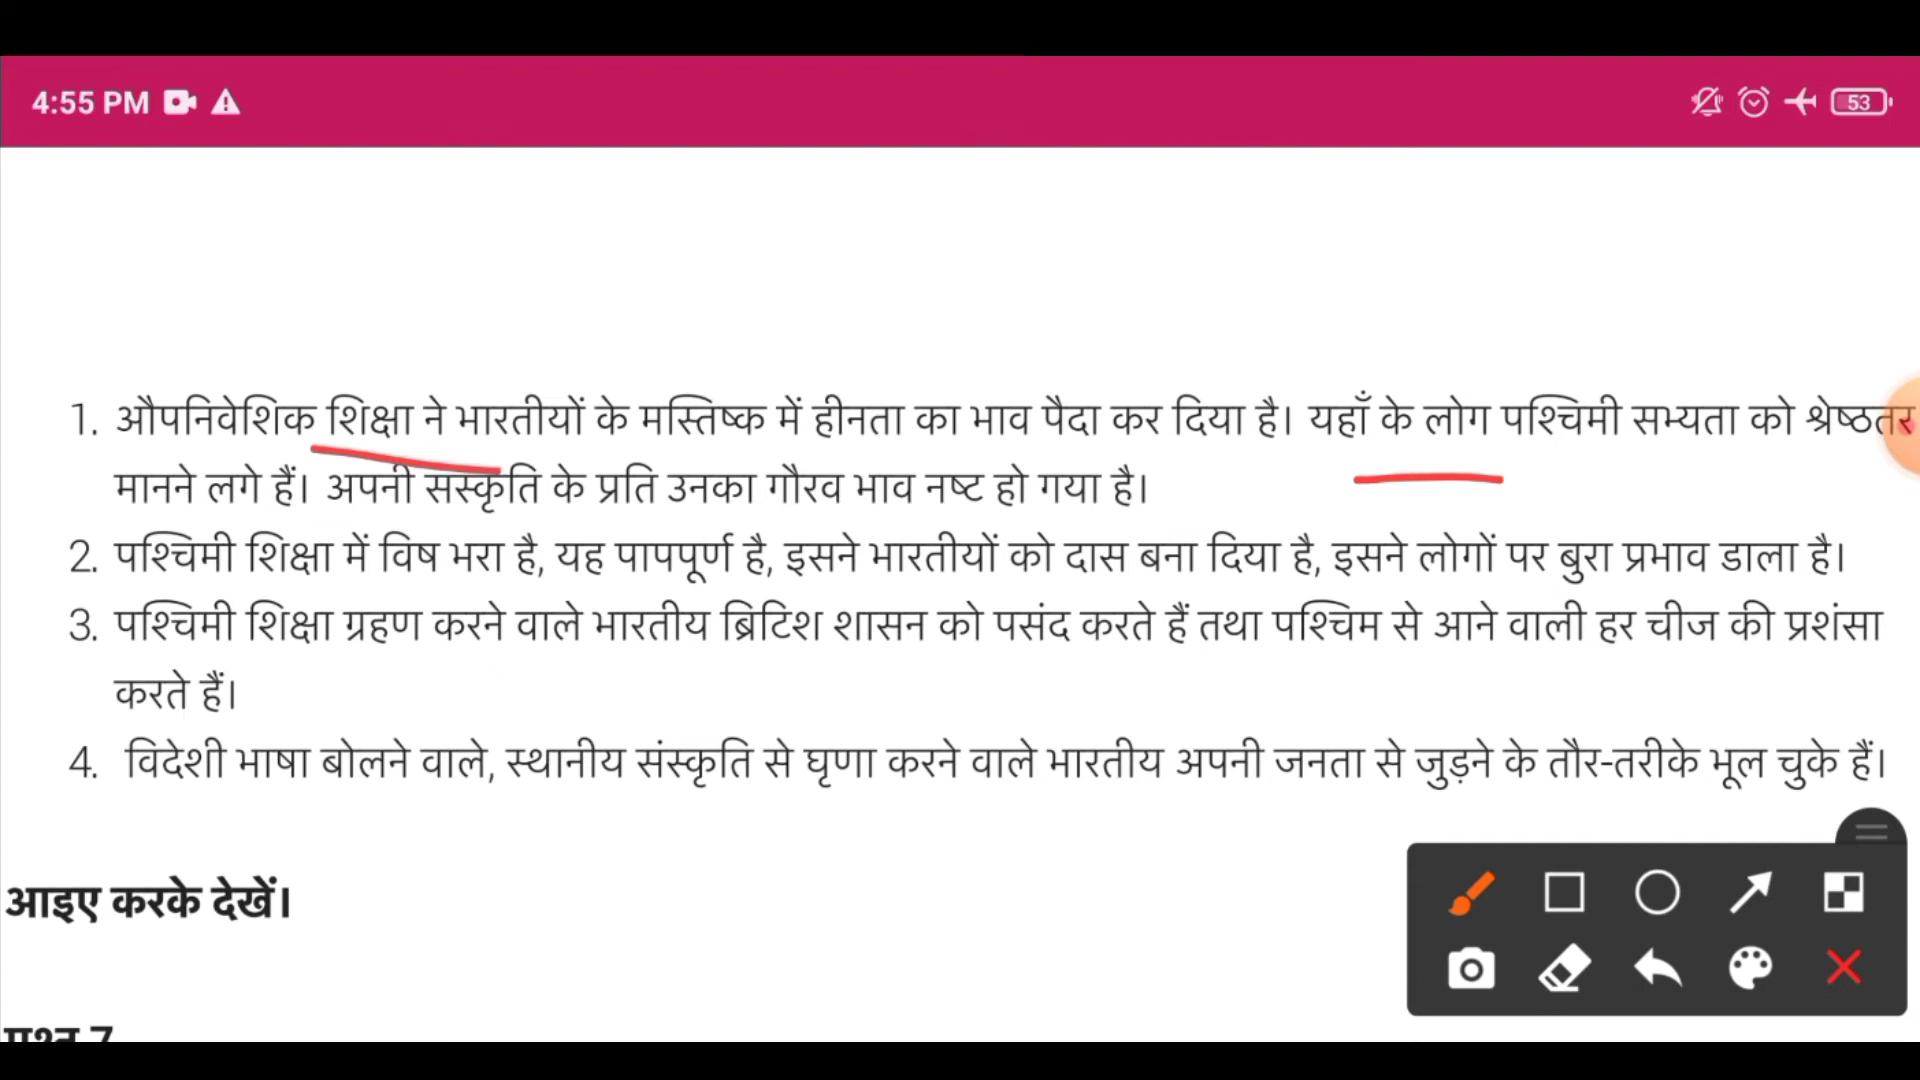 4:55 PM
53
1. औपनिवेशिक शिक्षा ने भारतीयों के मस्तिष्क में हीनता का भाव पैदा कर दिया है। यहाँ के लोग पश्चिमी सभ्यता को श्रेष्ठतर
मानने लगे हैं। अपनी संस्कृति के प्रति उनका गौरव भाव नष्ट हो गया है।
2. पश्चिमी शिक्षा में विष भरा है, यह पापपूर्ण है, इसने भारतीयों को दास बना दिया है, इसने लोगों पर बुरा प्रभाव डाला है।
3. पश्चिमी शिक्षा ग्रहण करने वाले भारतीय ब्रिटिश शासन को पसंद करते हैं तथा पश्चिम से आने वाली हर चीज की प्रशंसा
करते हैं।
4. विदेशी भाषा बोलने वाले, स्थानीय संस्कृति से घृणा करने वाले भारतीय अपनी जनता से जुड़ने के तौर-तरीके भूल चुके हैं।
आइए करके देखें।
प्रश्न 7